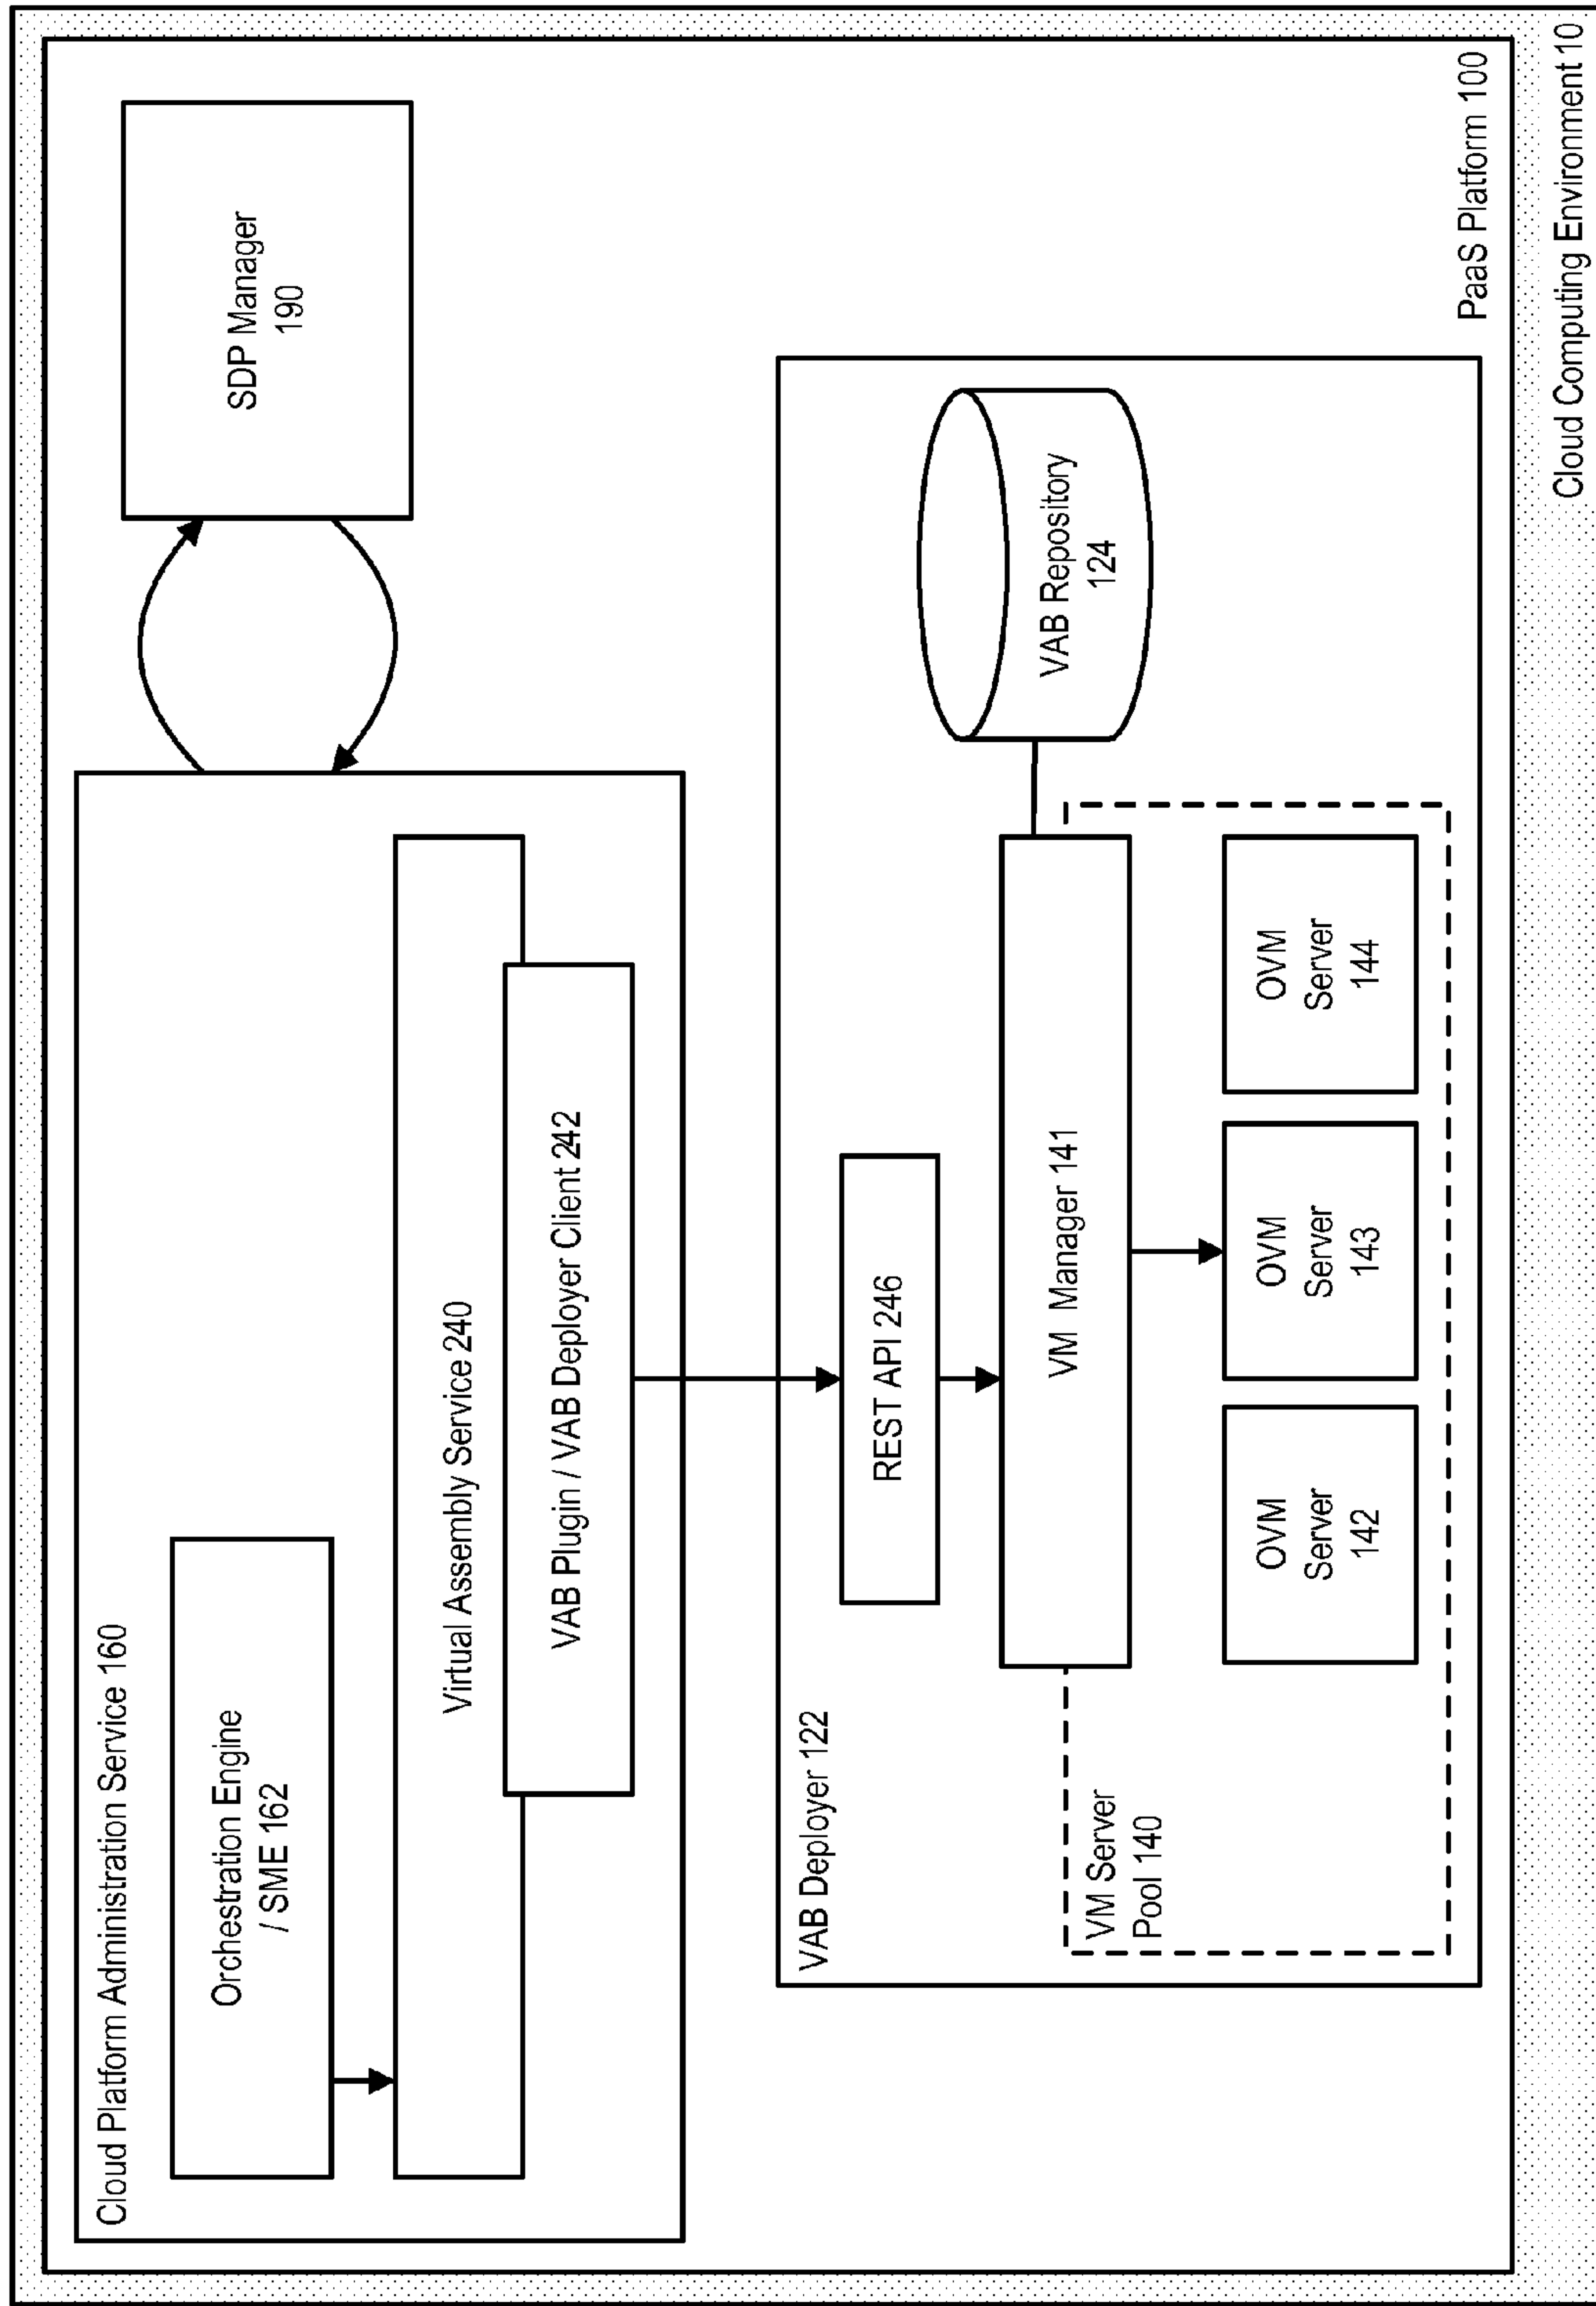 Cloud Platform Administration Service 160
Orchestration Engine
/ SME 162
Virtual Assembly Service 240
VAB Plugin / VAB Deployer Client 242
SDP Manager
190
VAB Deployer 122
REST API 246
VM Manager 141
VAB Repository
124
VM Server
Pool 140
OVM
Server
142
OVM
Server
143
OVM
Server
144
PaaS Platform 100
Cloud Computing Environment 10